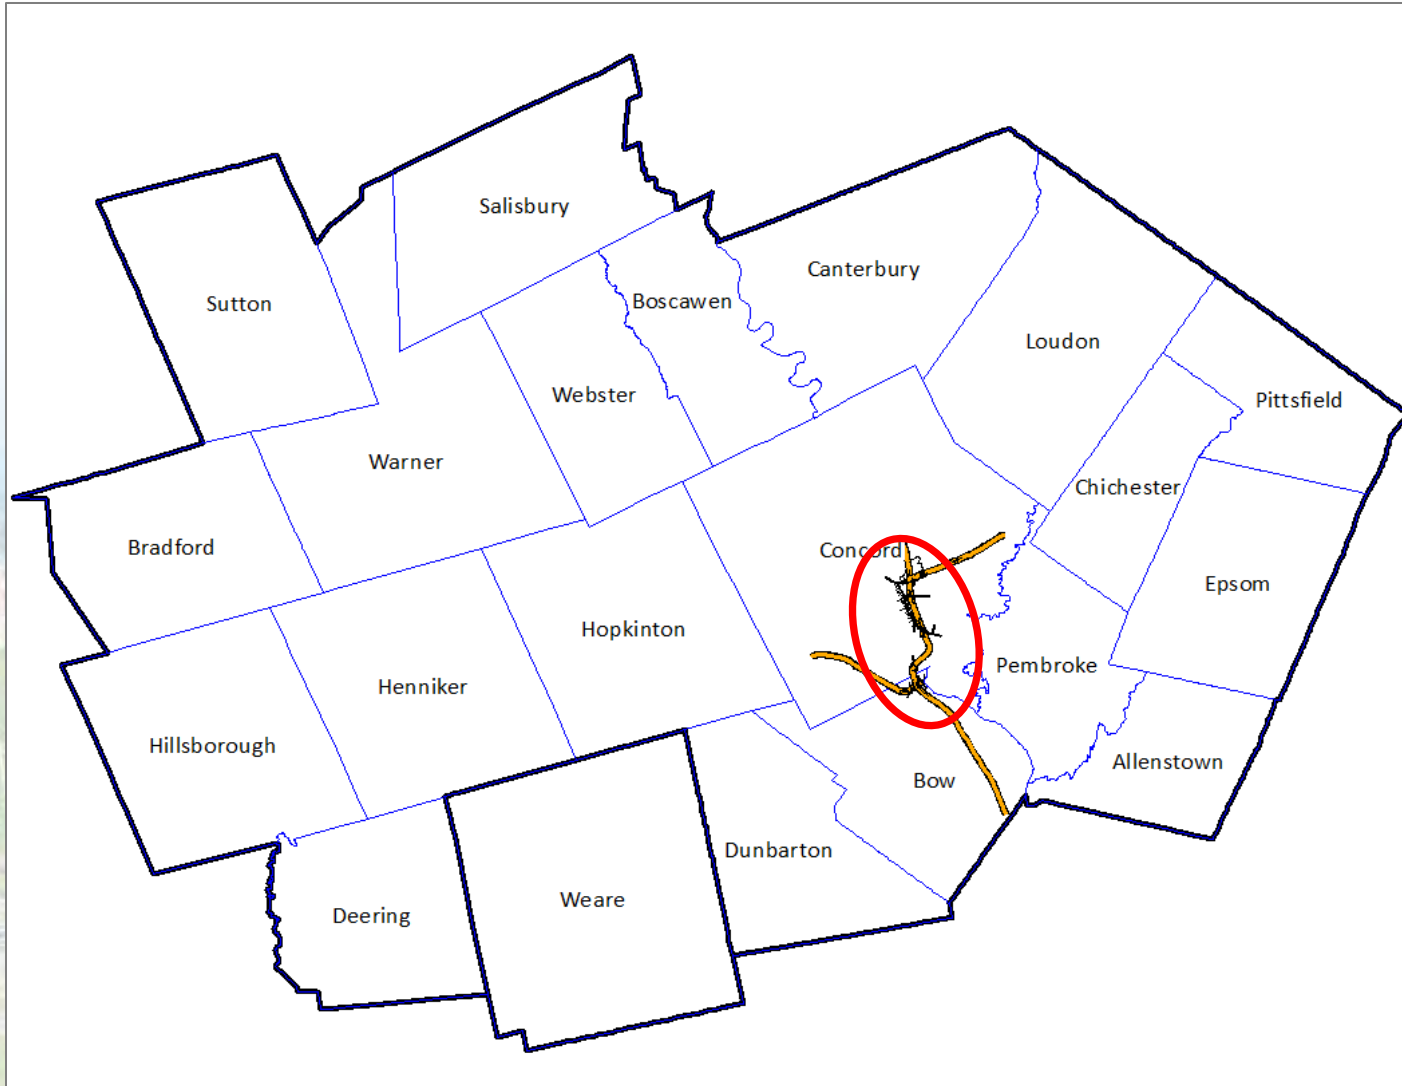 Salisbury
Canterbury
Sutton
Boscawen
Loudon
Webster
Pittsfield
Warner
Chichester
Bradford
Concord
Epsom
Hopkinton
Pembroke
Henniker
Hillsborough
Allenstown
Bow
Dunbarton
Weare
Deering